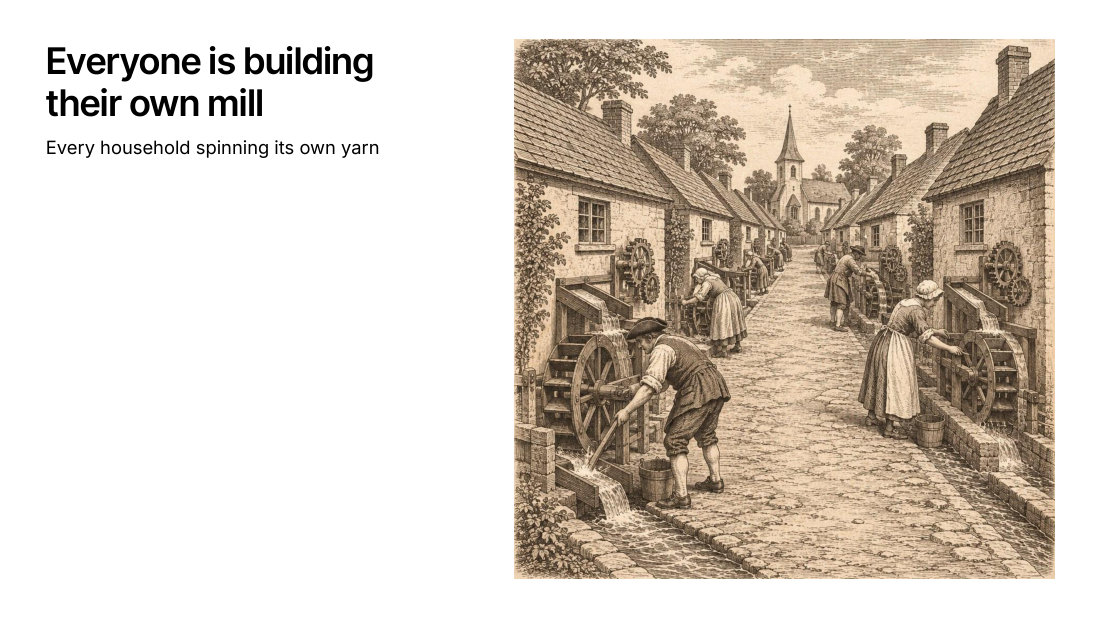 Everyone is building
their own mill
Every household spinning its own yarn